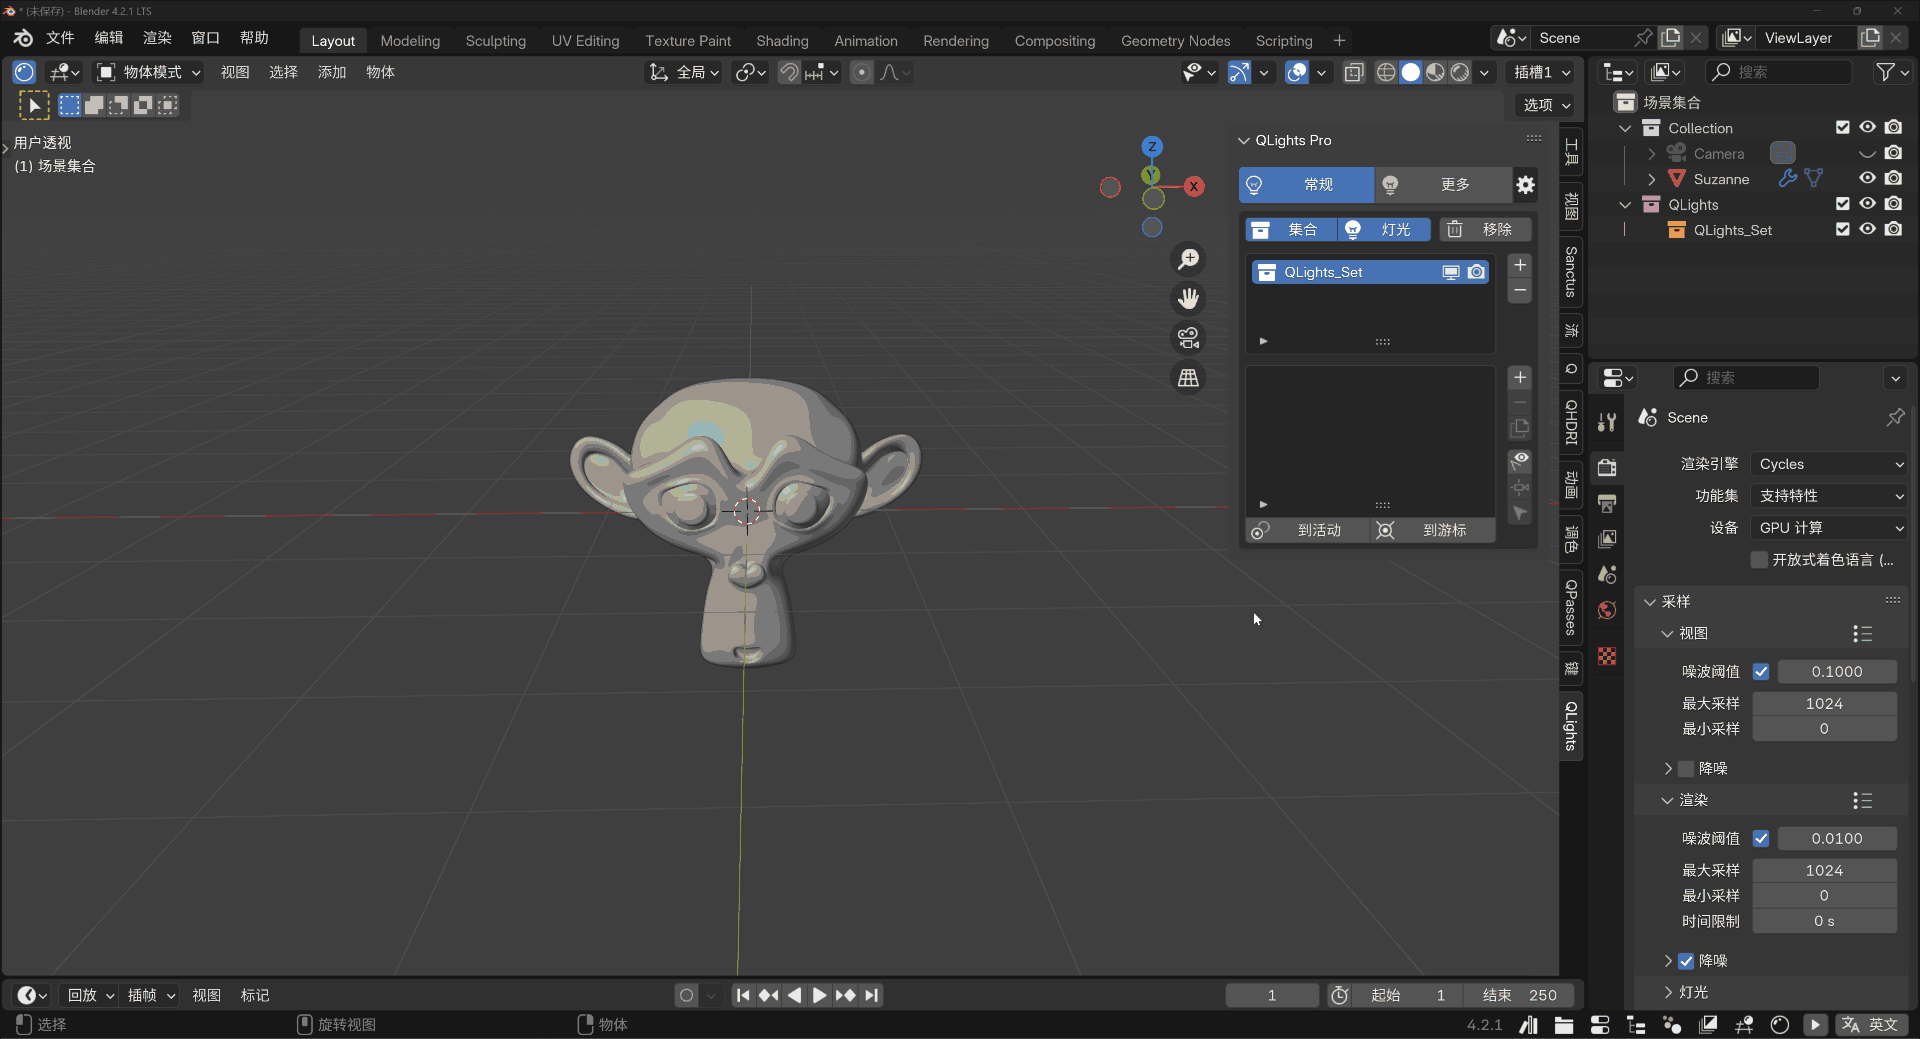 * (未保存) - Blender 4.2.1 LTS
文件 编辑 渲染 窗口 帮助 Layout Modeling Sculpting UV Editing Texture Paint Shading Animation Rendering Compositing Geometry Nodes Scripting + Scene ViewLayer
物体模式 视图 选择 添加 物体 全局 插槽1 搜索
选项
用户透视
(1) 场景集合
Z
Y
X
QLights Pro
常规 更多
集合 灯光 移除
QLights_Set
到活动 到游标
工具
视图
Sanctus
流
Q
QHDRI
动画
调色
QPasses
键
QLights
场景集合
Collection
Camera
Suzanne
QLights
QLights_Set
搜索
Scene
渲染引擎 Cycles
功能集 支持特性
设备 GPU 计算
开放式着色语言 (...
采样
视图
噪波阈值 0.1000
最大采样 1024
最小采样 0
降噪
渲染
噪波阈值 0.0100
最大采样 1024
最小采样 0
时间限制 0 s
降噪
灯光
回放 插帧 视图 标记 1 起始 1 结束 250
选择 旋转视图 物体 4.2.1 英文